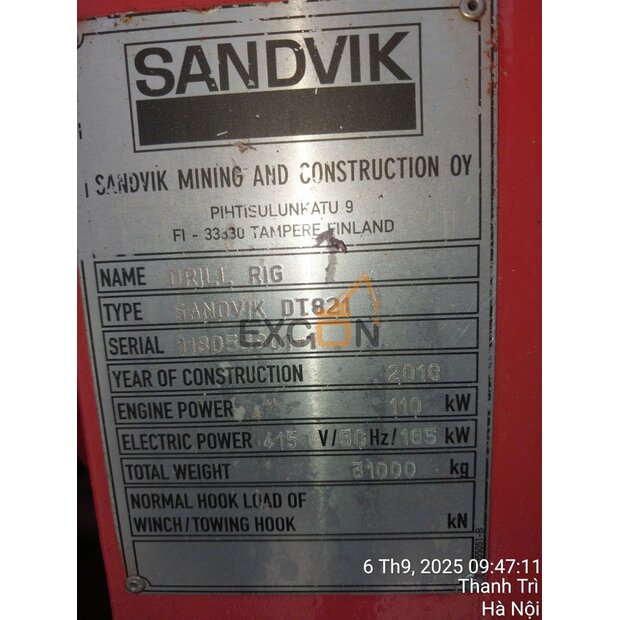 SANDVIK
SANDVIK MINING AND CONSTRUCTION OY
PIHTISULUNKATU 9
FI - 33330 TAMPERE FINLAND
NAME DRILL RIG
TYPE SANDVIK DT821
SERIAL
EXCON
YEAR OF CONSTRUCTION 2018
ENGINE POWER 110 kW
ELECTRIC POWER 415 V/50 Hz/165 kW
TOTAL WEIGHT 31000 kg
NORMAL HOOK LOAD OF
WINCH/TOWING HOOK kN
6 Th9, 2025 09:47:11
Thanh Trì
Hà Nội